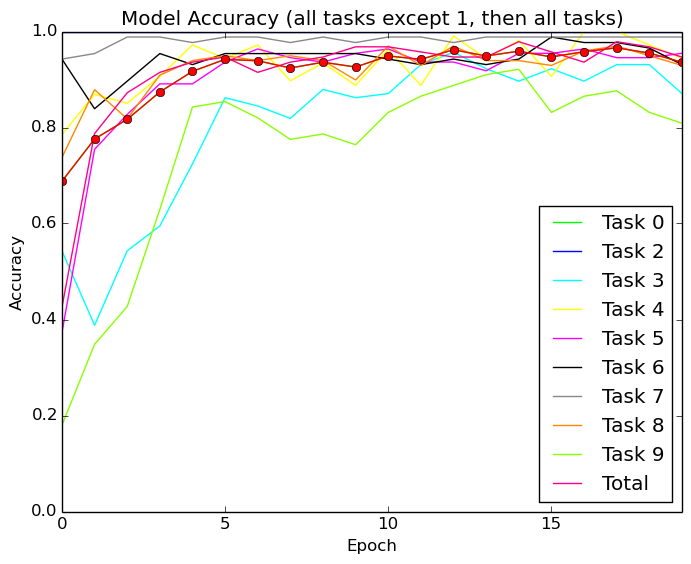 Model Accuracy (all tasks except 1, then all tasks)
1.0
0.8
0.6
0.4
0.2
0.0
Accuracy
0
5
10
15
Epoch
Task 0
Task 2
Task 3
Task 4
Task 5
Task 6
Task 7
Task 8
Task 9
Total